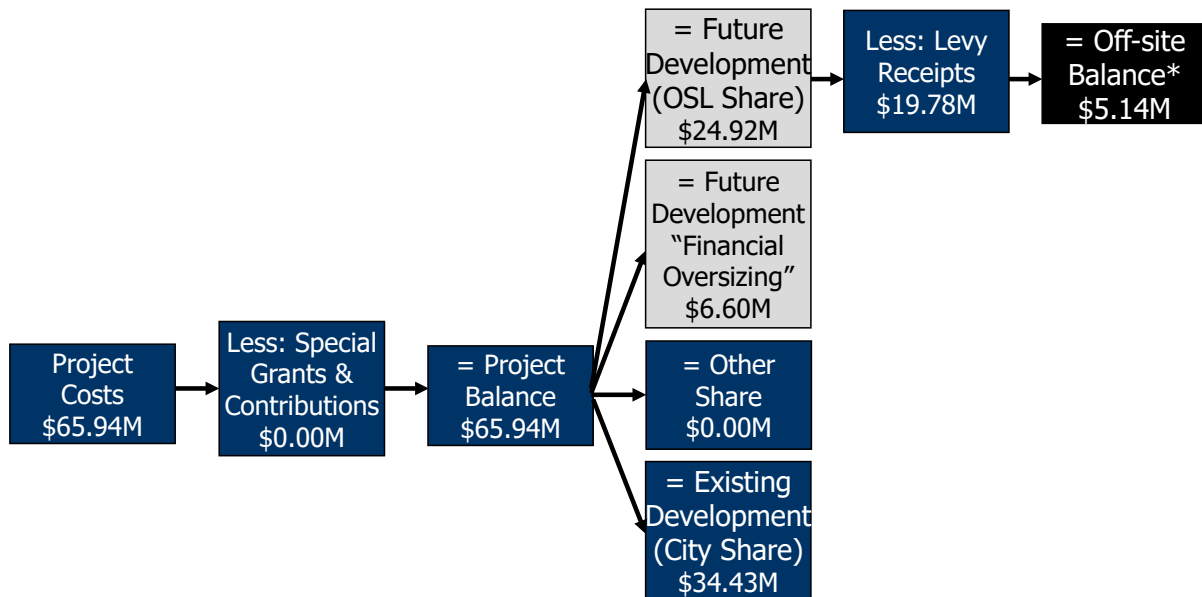 Project
Costs
$65.94M
Less: Special
Grants &
Contributions
$0.00M
= Project
Balance
$65.94M
= Future
Development
(OSL Share)
$24.92M
Less: Levy
Receipts
$19.78M
= Off-site
Balance*
$5.14M
= Future
Development
“Financial
Oversizing”
$6.60M
= Other
Share
$0.00M
= Existing
Development
(City Share)
$34.43M